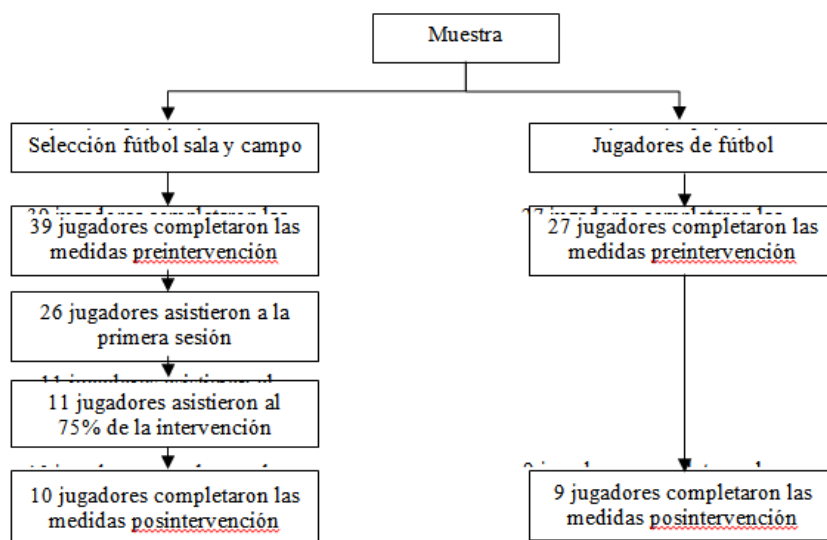 Muestra
Selección fútbol sala y campo
Jugadores de fútbol
39 jugadores completaron las
medidas preintervención
27 jugadores completaron las
medidas preintervención
26 jugadores asistieron a la
primera sesión
11 jugadores asistieron al
75% de la intervención
10 jugadores completaron las
medidas posintervención
9 jugadores completaron las
medidas posintervención